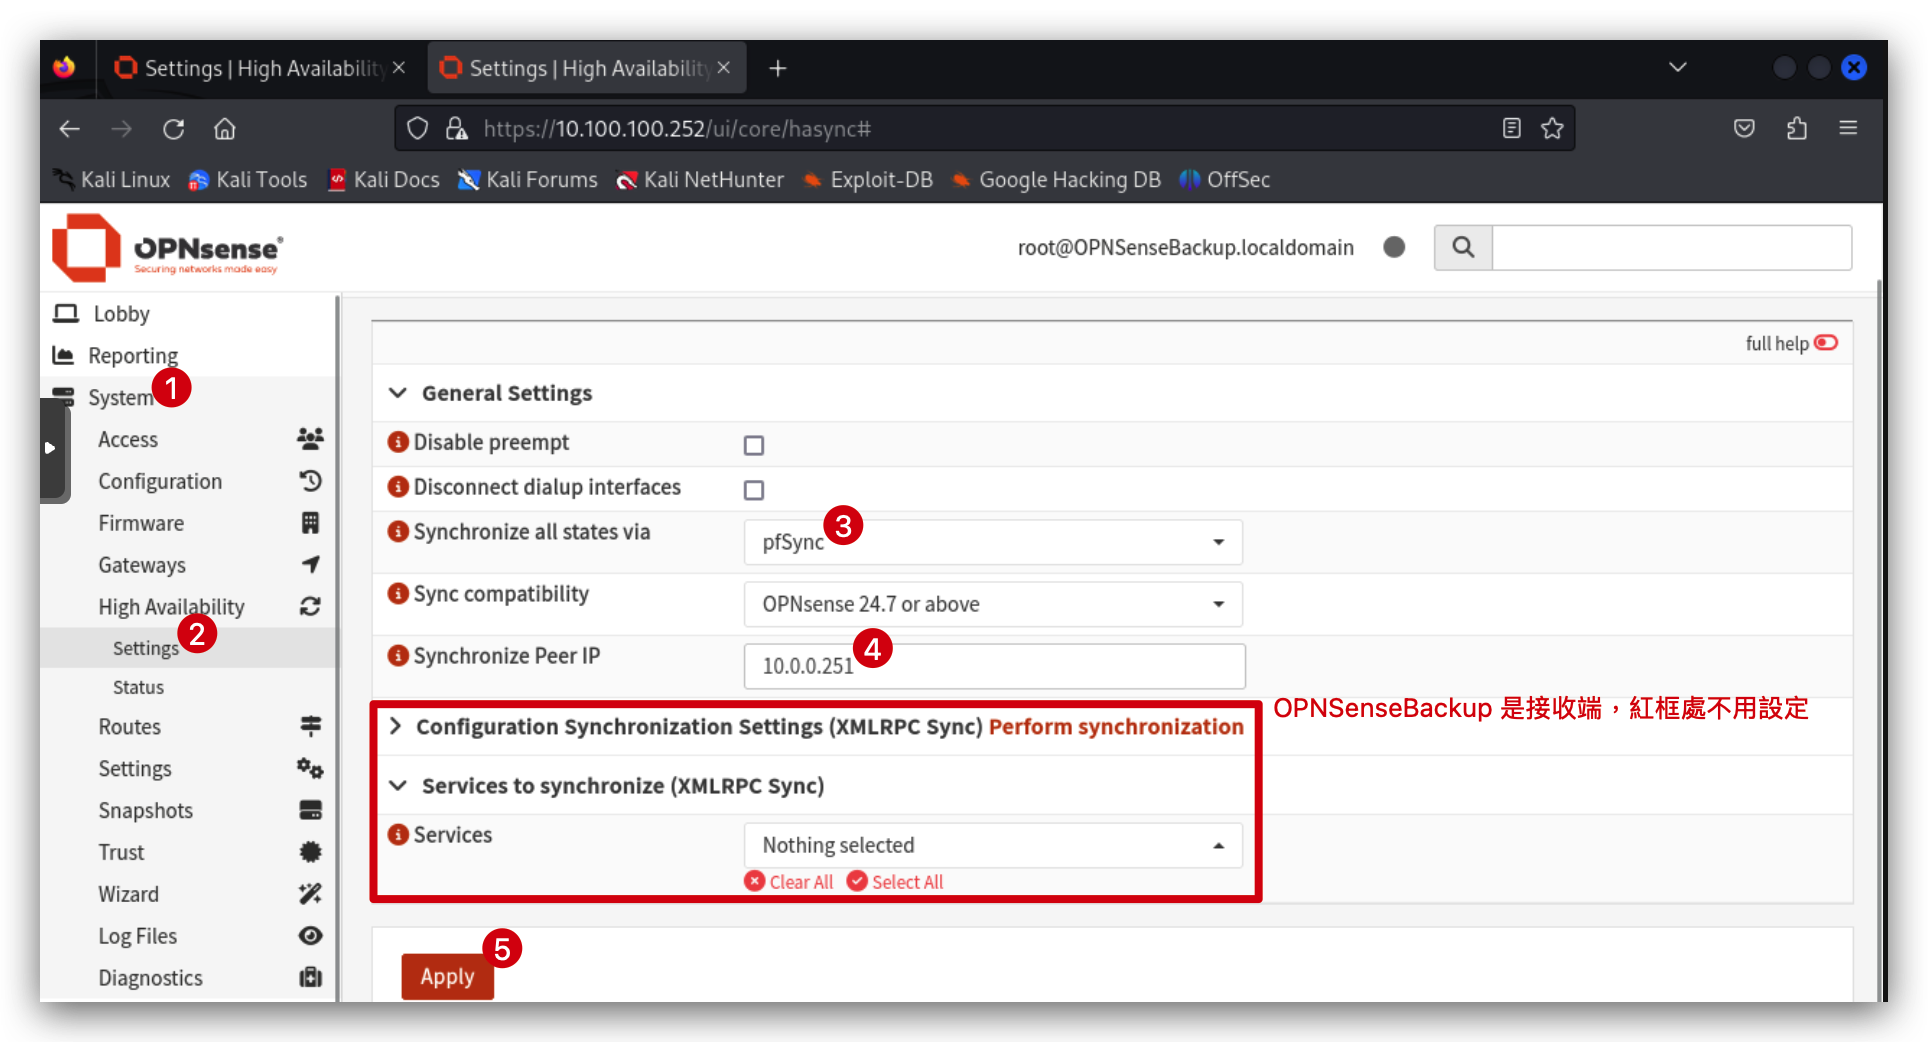 Settings | High Availability
Settings | High Availability
https://10.100.100.252/ui/core/hasync#
Kali Linux
Kali Tools
Kali Docs
Kali Forums
Kali NetHunter
Exploit-DB
Google Hacking DB
OffSec
OPNsense®
Securing networks made easy
root@OPNSenseBackup.localdomain
Lobby
Reporting
System
1
Access
Configuration
Firmware
Gateways
High Availability
Settings
2
Status
Routes
Settings
Snapshots
Trust
Wizard
Log Files
Diagnostics
full help
General Settings
Disable preempt
Disconnect dialup interfaces
Synchronize all states via
pfSync
3
Sync compatibility
OPNsense 24.7 or above
Synchronize Peer IP
10.0.0.251
4
Configuration Synchronization Settings (XMLRPC Sync) Perform synchronization
OPNSenseBackup 是接收端，紅框處不用設定
Services to synchronize (XMLRPC Sync)
Services
Nothing selected
Clear All
Select All
Apply
5